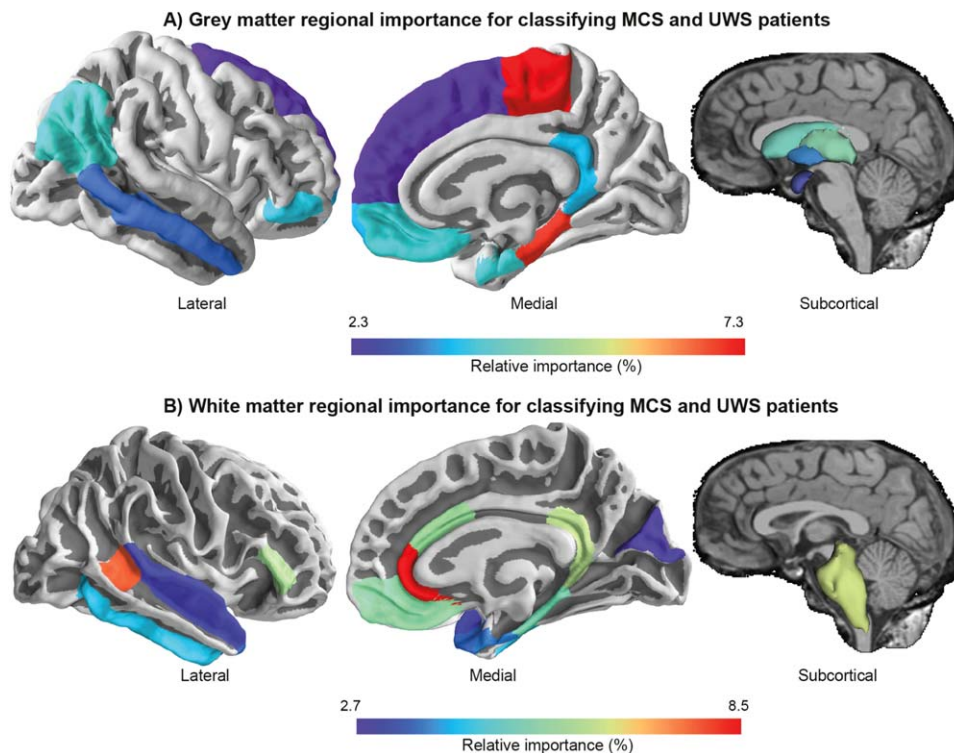 A) Grey matter regional importance for classifying MCS and UWS patients
Lateral
Medial
Subcortical
2.3
7.3
Relative importance (%)
B) White matter regional importance for classifying MCS and UWS patients
Lateral
Medial
Subcortical
2.7
8.5
Relative importance (%)